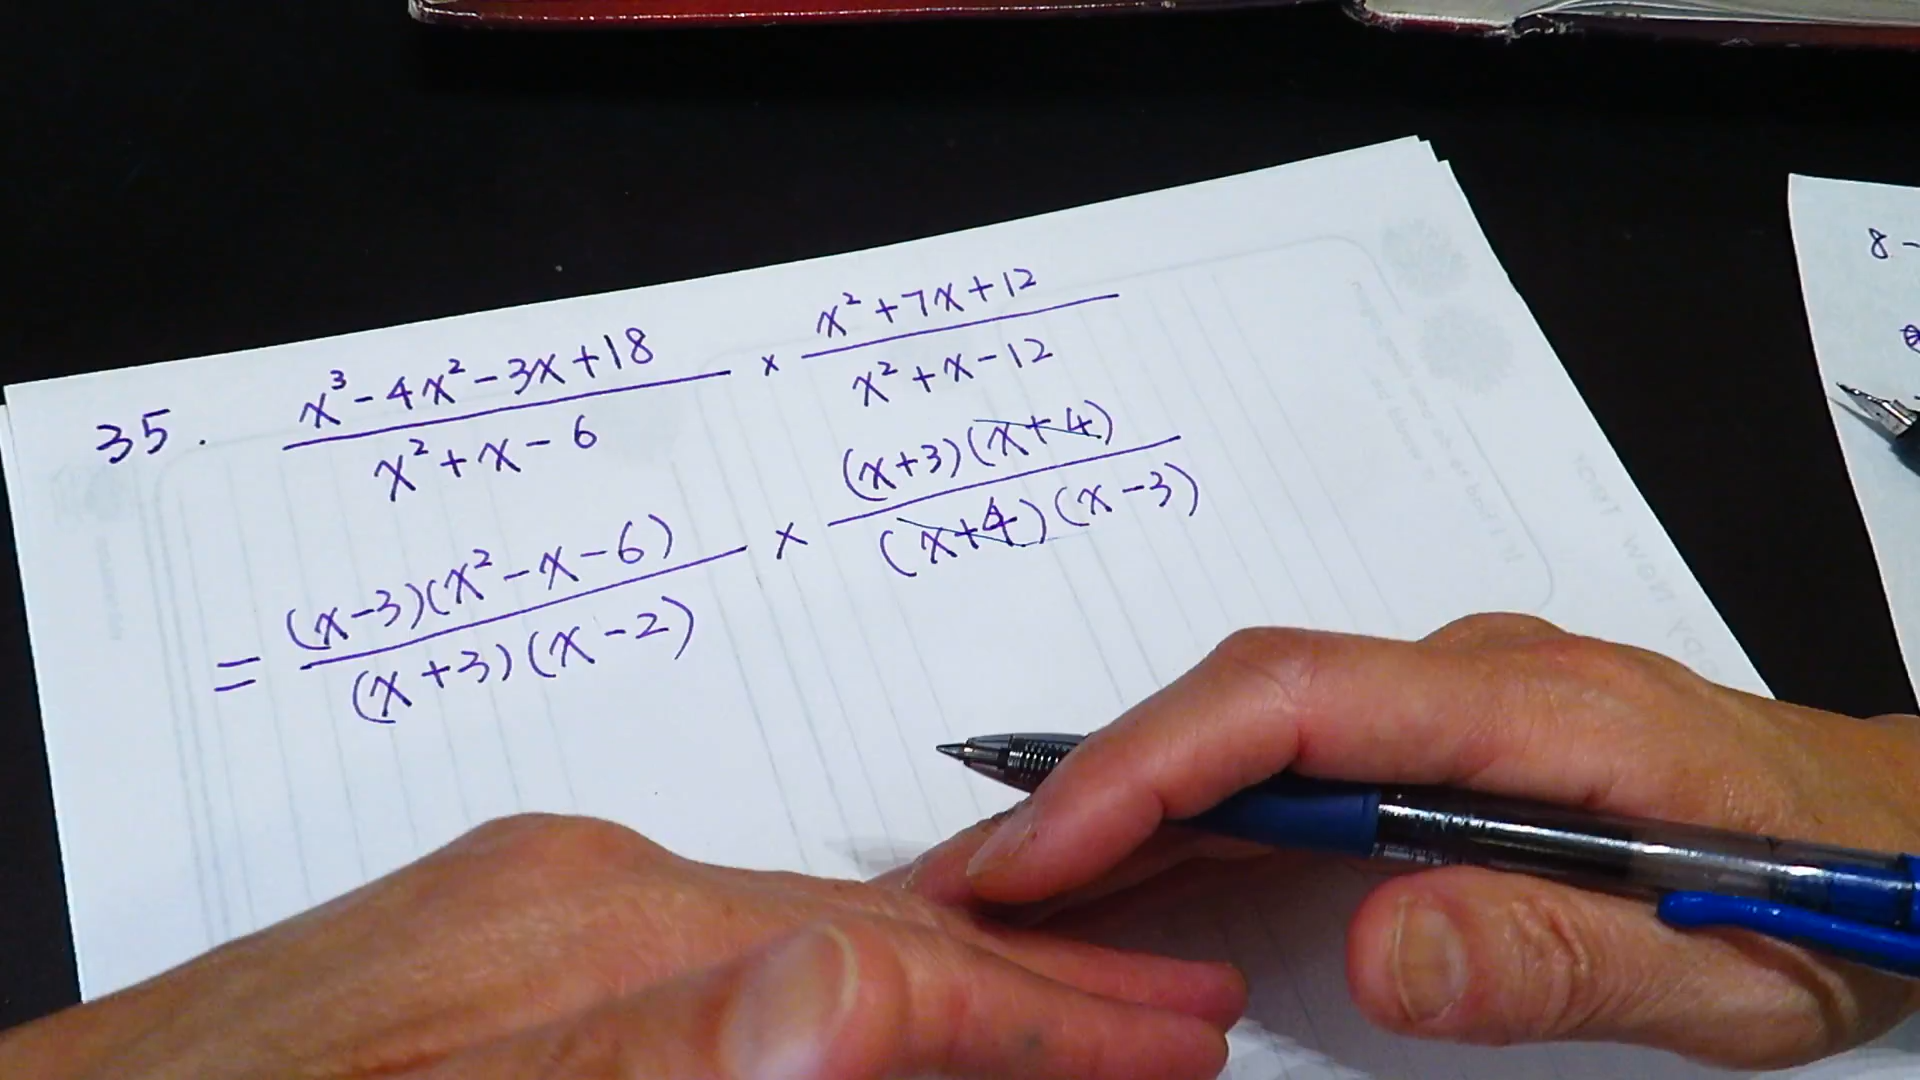 35. (x³-4x²-3x+18)/(x²+x-6) × (x²+7x+12)/(x²+x-12)
= (x-3)(x²-x-6)/(x+3)(x-2) × (x+3)(x+4)/(x+4)(x-3)
8-